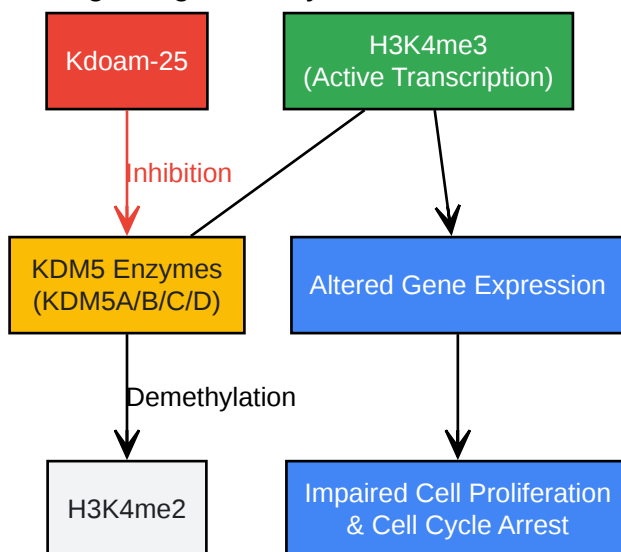 Kdoam-25
H3K4me3
(Active Transcription)
Inhibition
KDM5 Enzymes
(KDM5A/B/C/D)
Altered Gene Expression
Demethylation
H3K4me2
Impaired Cell Proliferation
& Cell Cycle Arrest